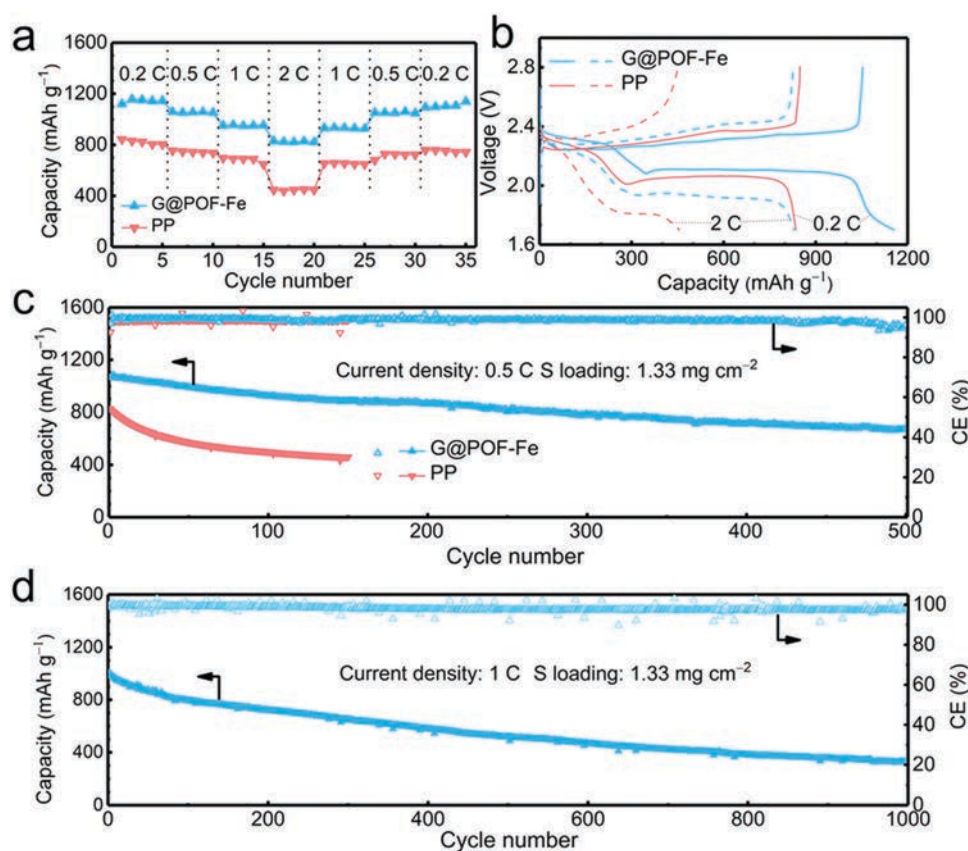 a
1600
1200
800
400
0
Capacity (mAh g⁻¹)
0.2 C 0.5 C 1 C 2 C 1 C 0.5 C 0.2 C
G@POF-Fe
PP
0 5 10 15 20 25 30 35
Cycle number
b
2.8
2.4
2.0
1.6
Voltage (V)
G@POF-Fe
PP
2 C 0.2 C
0 300 600 900 1200
Capacity (mAh g⁻¹)
c
1600
1200
800
400
0
Capacity (mAh g⁻¹)
Current density: 0.5 C S loading: 1.33 mg cm⁻²
G@POF-Fe
PP
100
80
60
40
20
0
CE (%)
0 100 200 300 400 500
Cycle number
d
1600
1200
800
400
0
Capacity (mAh g⁻¹)
Current density: 1 C S loading: 1.33 mg cm⁻²
100
80
60
40
20
0
CE (%)
0 200 400 600 800 1000
Cycle number